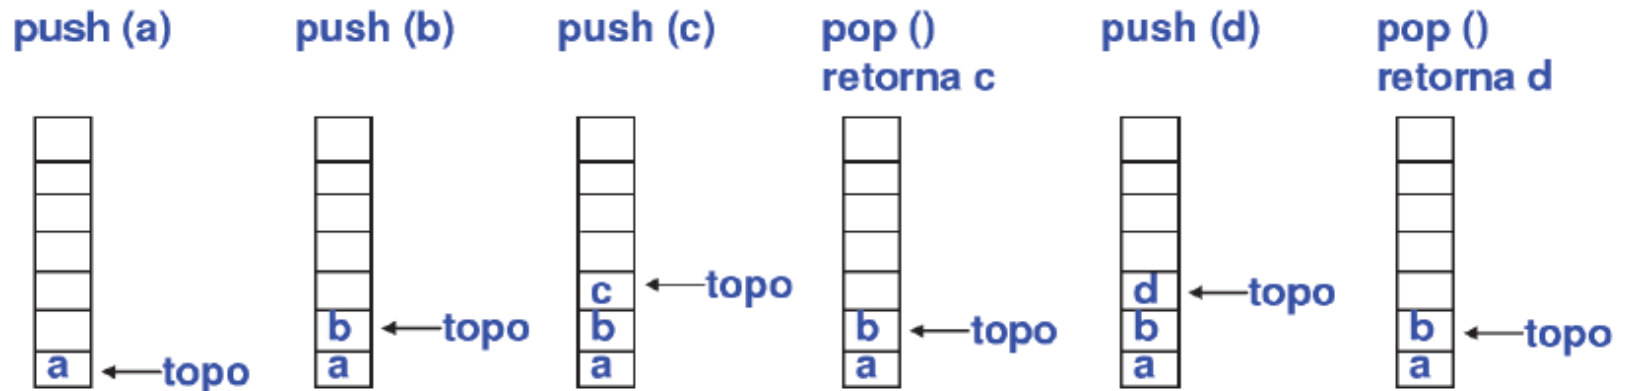 push (a)
push (b)
push (c)
pop ()
retorna c
push (d)
pop ()
retorna d
a
topo
b
a
topo
c
b
a
topo
b
a
topo
d
b
a
topo
b
a
topo